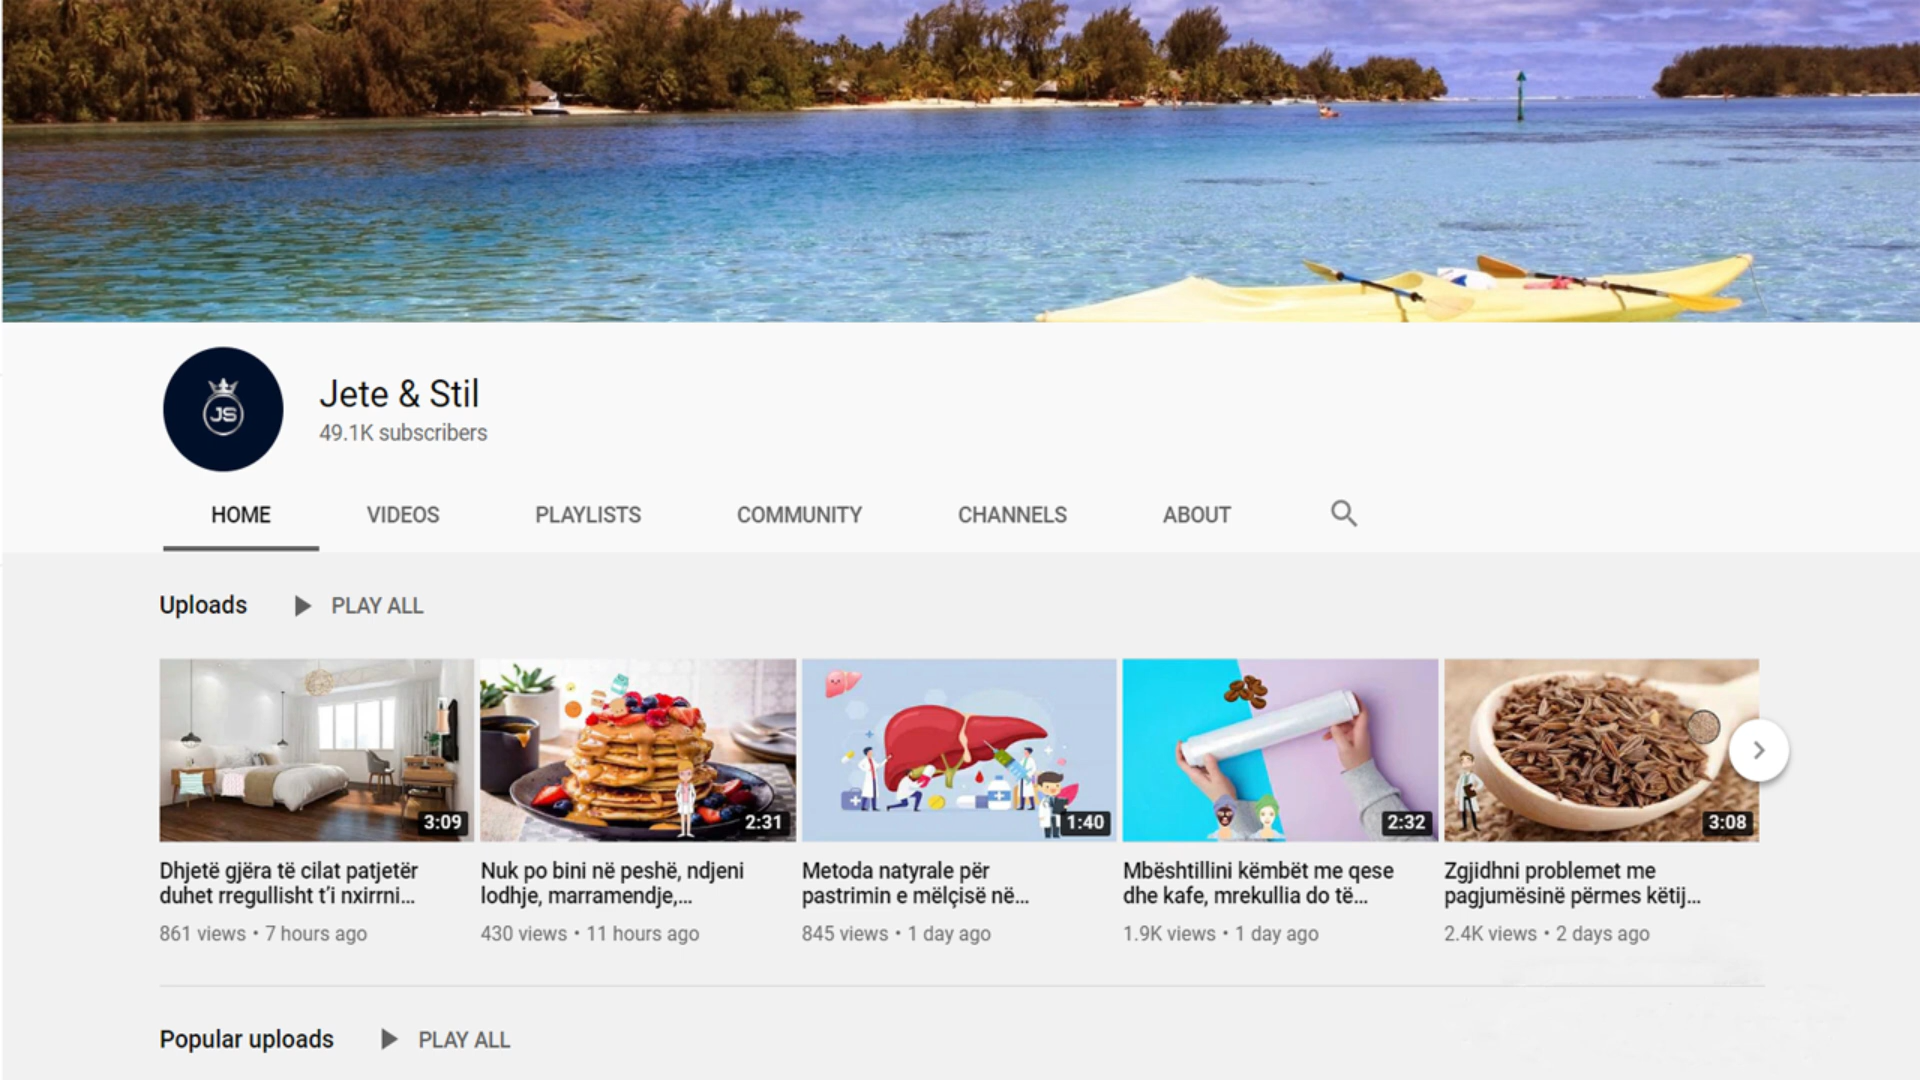 JS
Jete & Stil
49.1K subscribers
HOME VIDEOS PLAYLISTS COMMUNITY CHANNELS ABOUT
Uploads PLAY ALL
3:09 2:31 1:40 2:32 3:08
Dhjetë gjëra të cilat patjetër
duhet rregullisht t'i nxirrni...
861 views • 7 hours ago
Nuk po bini në peshë, ndjeni
lodhje, marramendje,...
430 views • 11 hours ago
Metoda natyrale për
pastrimin e mëlçisë në...
845 views • 1 day ago
Mbështillini këmbët me qese
dhe kafe, mrekullia do të...
1.9K views • 1 day ago
Zgjidhni problemet me
pagjumësinë përmes këtij...
2.4K views • 2 days ago
Popular uploads PLAY ALL